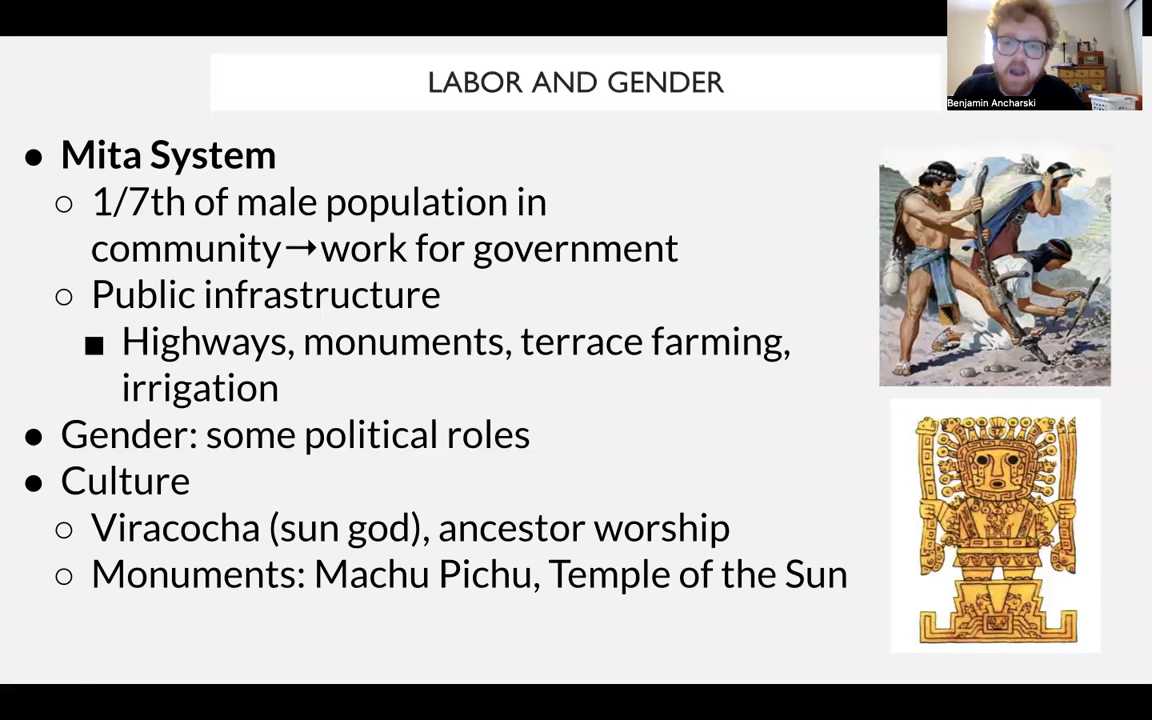 LABOR AND GENDER
Benjamin Ancharski
● Mita System
○ 1/7th of male population in
community→work for government
○ Public infrastructure
■ Highways, monuments, terrace farming,
irrigation
● Gender: some political roles
● Culture
○ Viracocha (sun god), ancestor worship
○ Monuments: Machu Pichu, Temple of the Sun